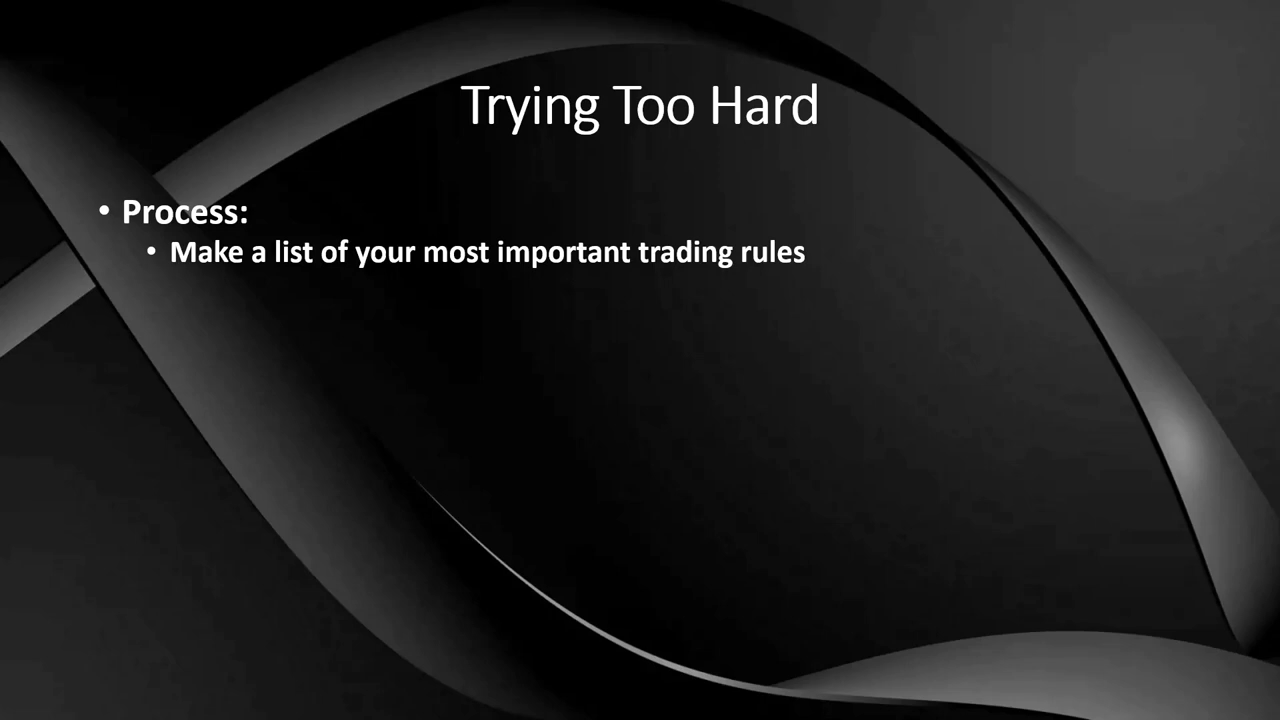 Trying Too Hard
• Process:
• Make a list of your most important trading rules